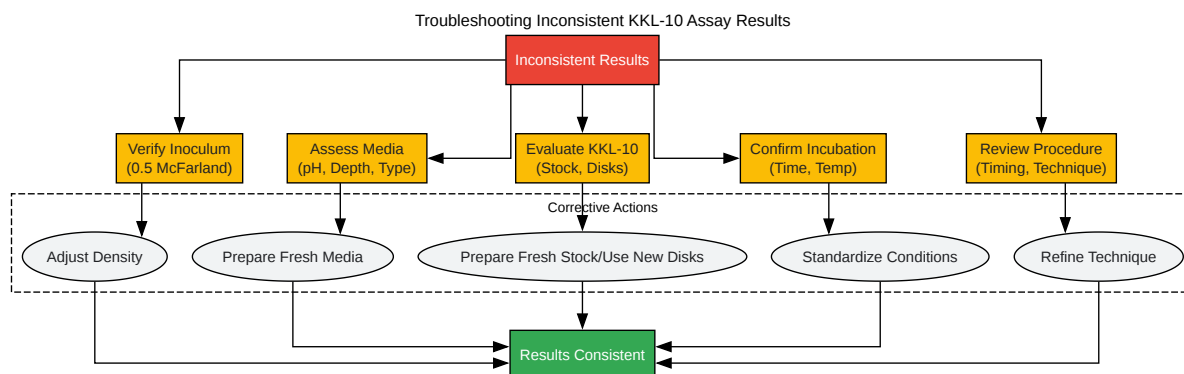 Troubleshooting Inconsistent KKL-10 Assay Results
Inconsistent Results
Verify Inoculum
(0.5 McFarland)
Assess Media
(pH, Depth, Type)
Evaluate KKL-10
(Stock, Disks)
Confirm Incubation
(Time, Temp)
Review Procedure
(Timing, Technique)
Corrective Actions
Adjust Density
Prepare Fresh Media
Prepare Fresh Stock/Use New Disks
Standardize Conditions
Refine Technique
Results Consistent